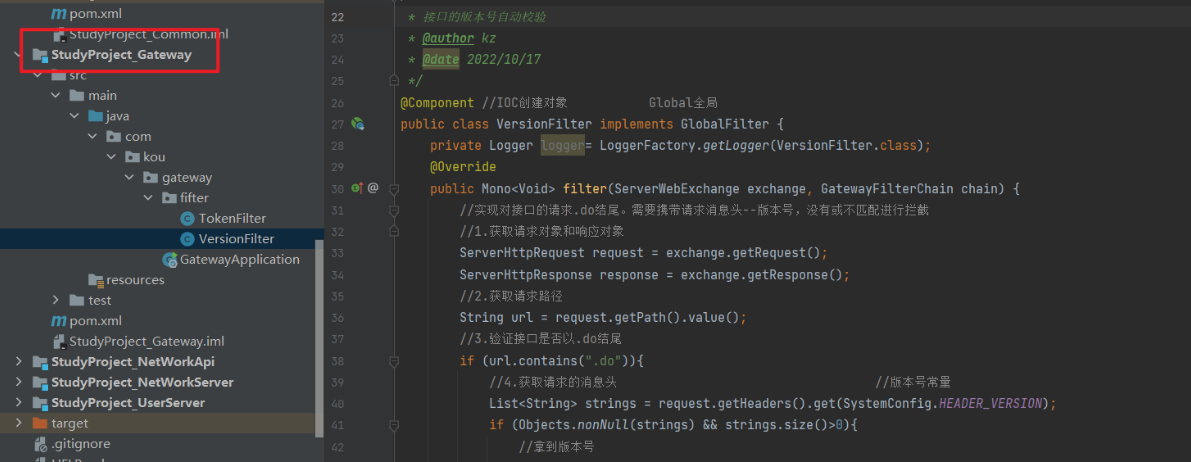 pom.xml
StudyProject_Common.iml
StudyProject_Gateway
src
main
java
com
kou
gateway
fifter
TokenFilter
VersionFilter
GatewayApplication
resources
test
pom.xml
StudyProject_Gateway.iml
StudyProject_NetWorkApi
StudyProject_NetWorkServer
StudyProject_UserServer
target
.gitignore
22 * 接口的版本号自动校验
23 * @author kz
24 * @date 2022/10/17
25 */
26 @Component //IOC创建对象 Global全局
27 public class VersionFilter implements GlobalFilter {
28 private Logger logger= LoggerFactory.getLogger(VersionFilter.class);
29 @Override
30 @ public Mono<Void> filter(ServerWebExchange exchange, GatewayFilterChain chain) {
31 //实现对接口的请求.do结尾。需要携带请求消息头--版本号，没有或不匹配进行拦截
32 //1.获取请求对象和响应对象
33 ServerHttpRequest request = exchange.getRequest();
34 ServerHttpResponse response = exchange.getResponse();
35 //2.获取请求路径
36 String url = request.getPath().value();
37 //3.验证接口是否以.do结尾
38 if (url.contains(".do")){
39 //4.获取请求的消息头 //版本号常量
40 List<String> strings = request.getHeaders().get(SystemConfig.HEADER_VERSION);
41 if (Objects.nonNull(strings) && strings.size()>0){
42 //拿到版本号